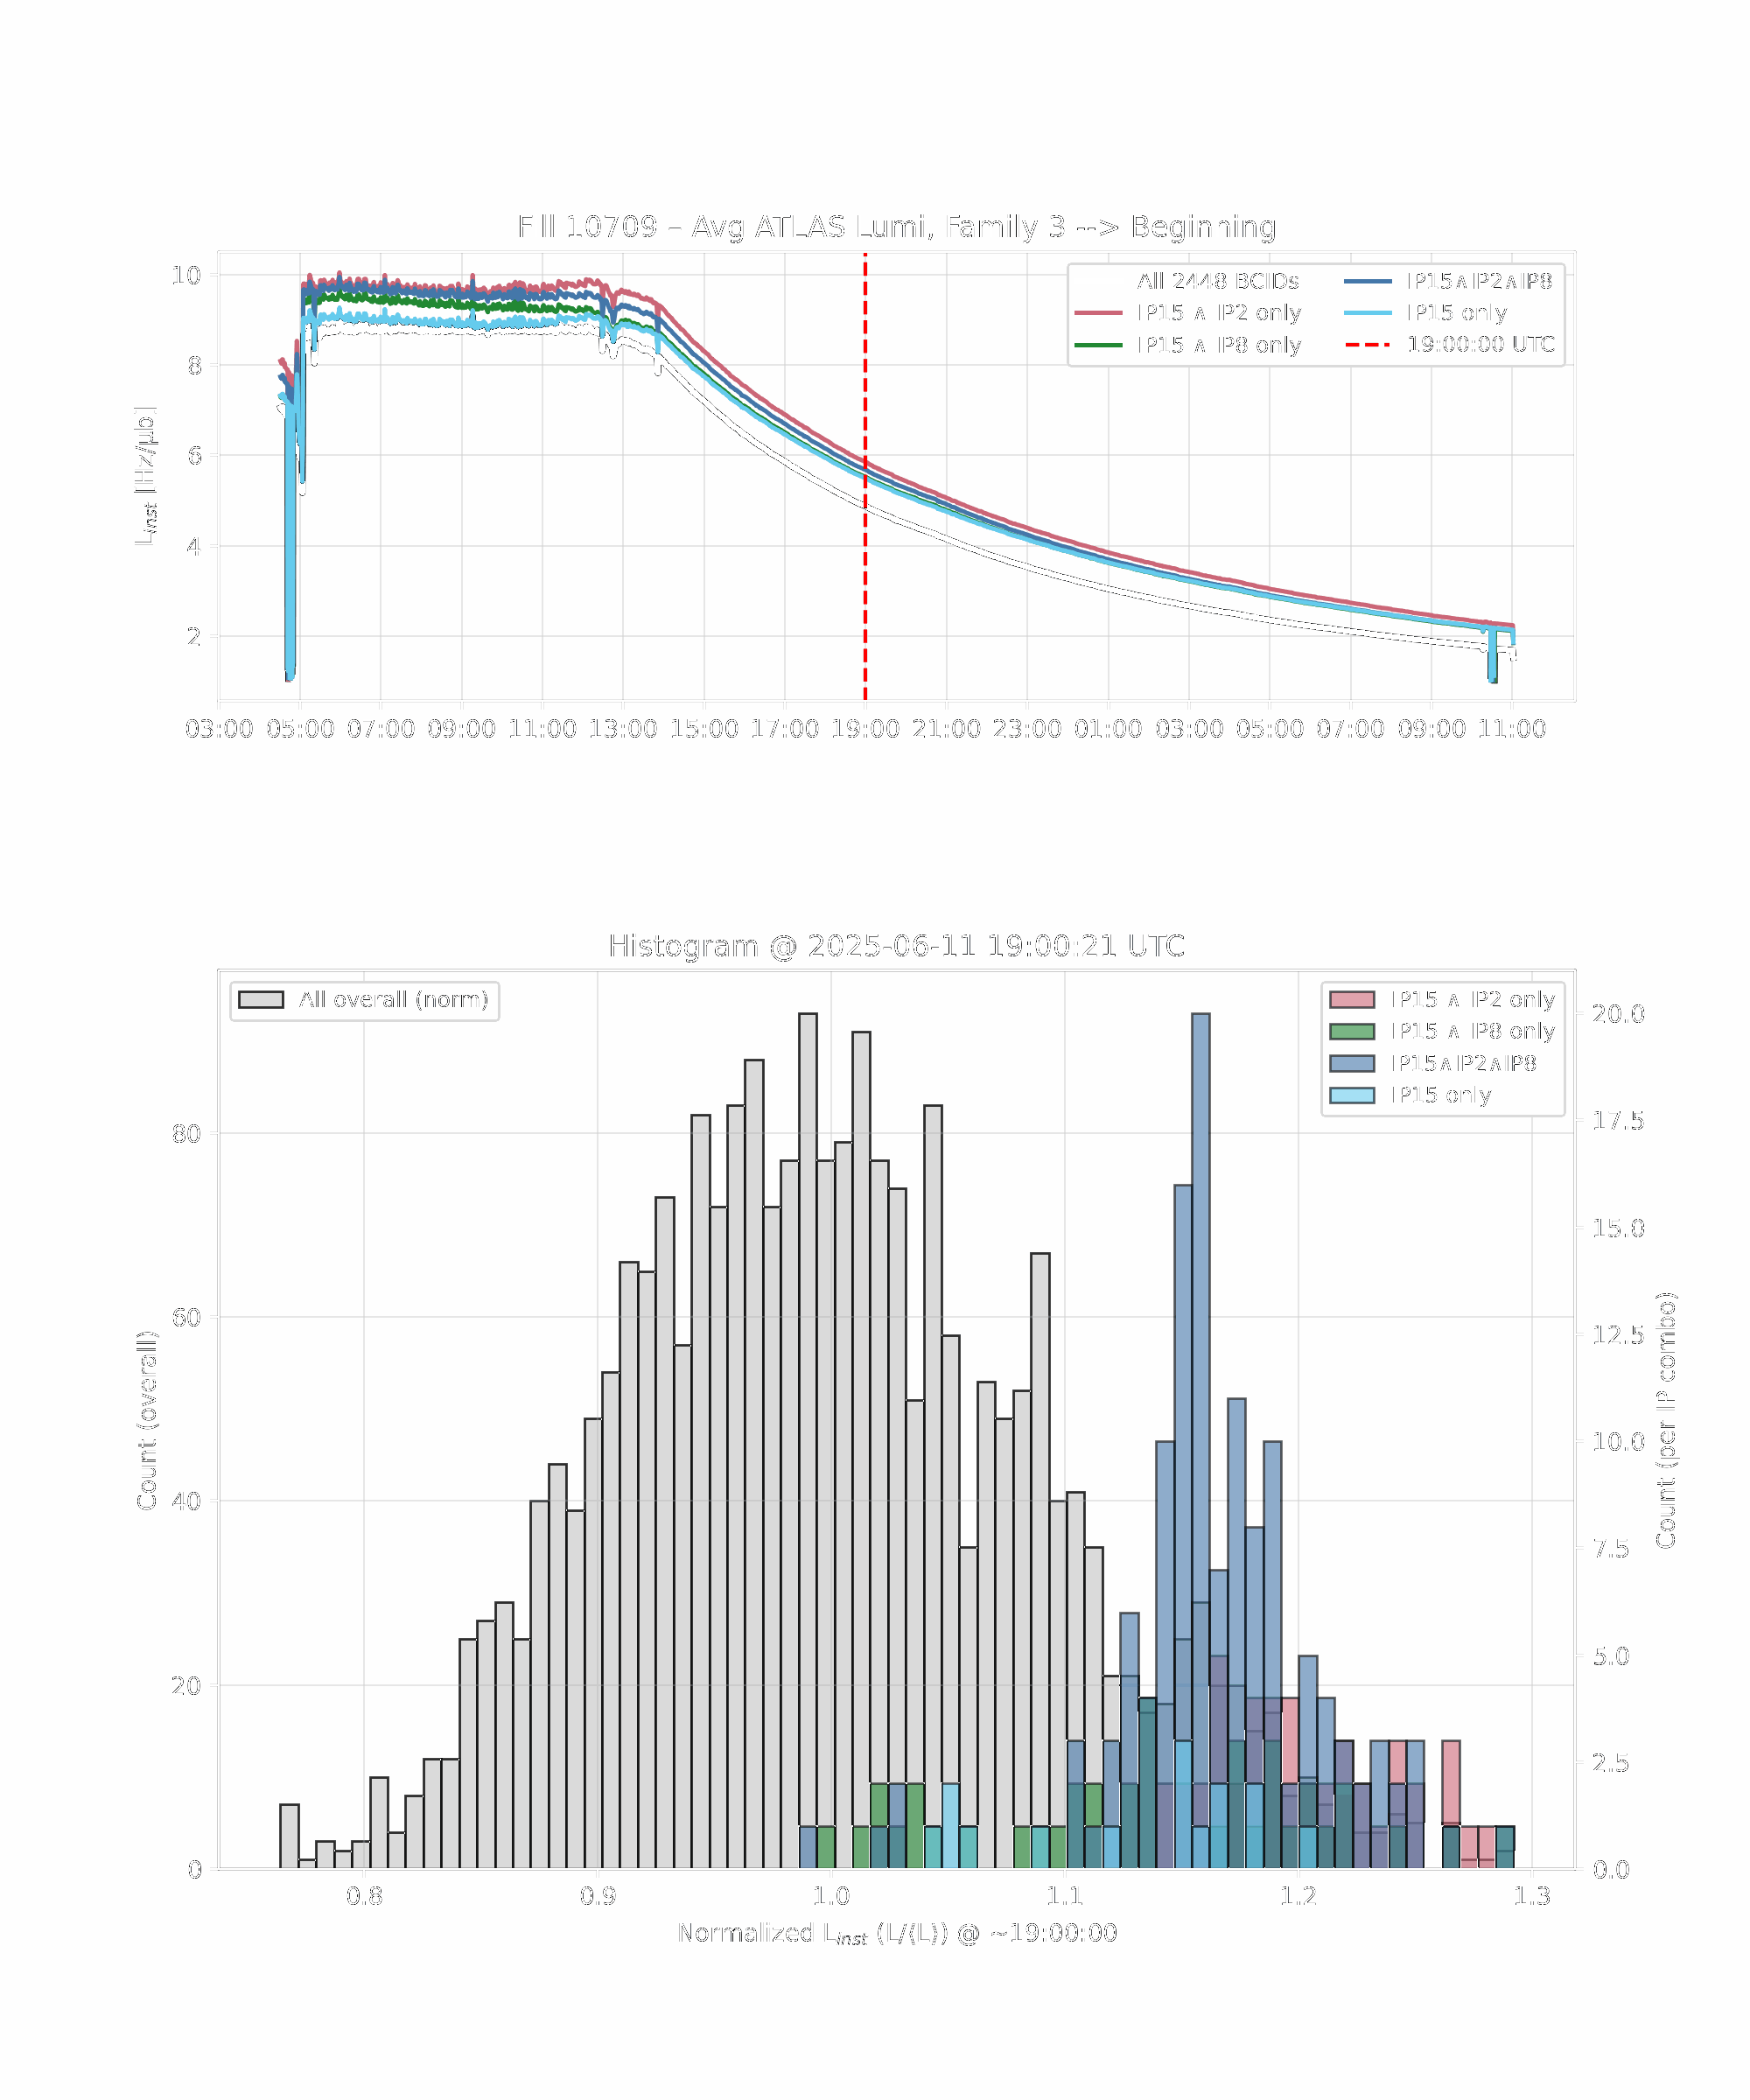 Fill 10709 – Avg ATLAS Lumi, Family 3 --> Beginning
All 2448 BCIDs
IP15 ∧ IP2 only
IP15 ∧ IP8 only
IP15∧IP2∧IP8
IP15 only
19:00:00 UTC
L_inst [Hz/μb]
10
8
6
4
2
03:00 05:00 07:00 09:00 11:00 13:00 15:00 17:00 19:00 21:00 23:00 01:00 03:00 05:00 07:00 09:00 11:00
Histogram @ 2025-06-11 19:00:21 UTC
All overall (norm)
IP15 ∧ IP2 only
IP15 ∧ IP8 only
IP15∧IP2∧IP8
IP15 only
Count (overall)
80
60
40
20
0
20.0
17.5
15.0
12.5
10.0
7.5
5.0
2.5
0.0
Count (per IP combo)
0.8 0.9 1.0 1.1 1.2 1.3
Normalized L_inst (L/⟨L⟩) @ ~19:00:00